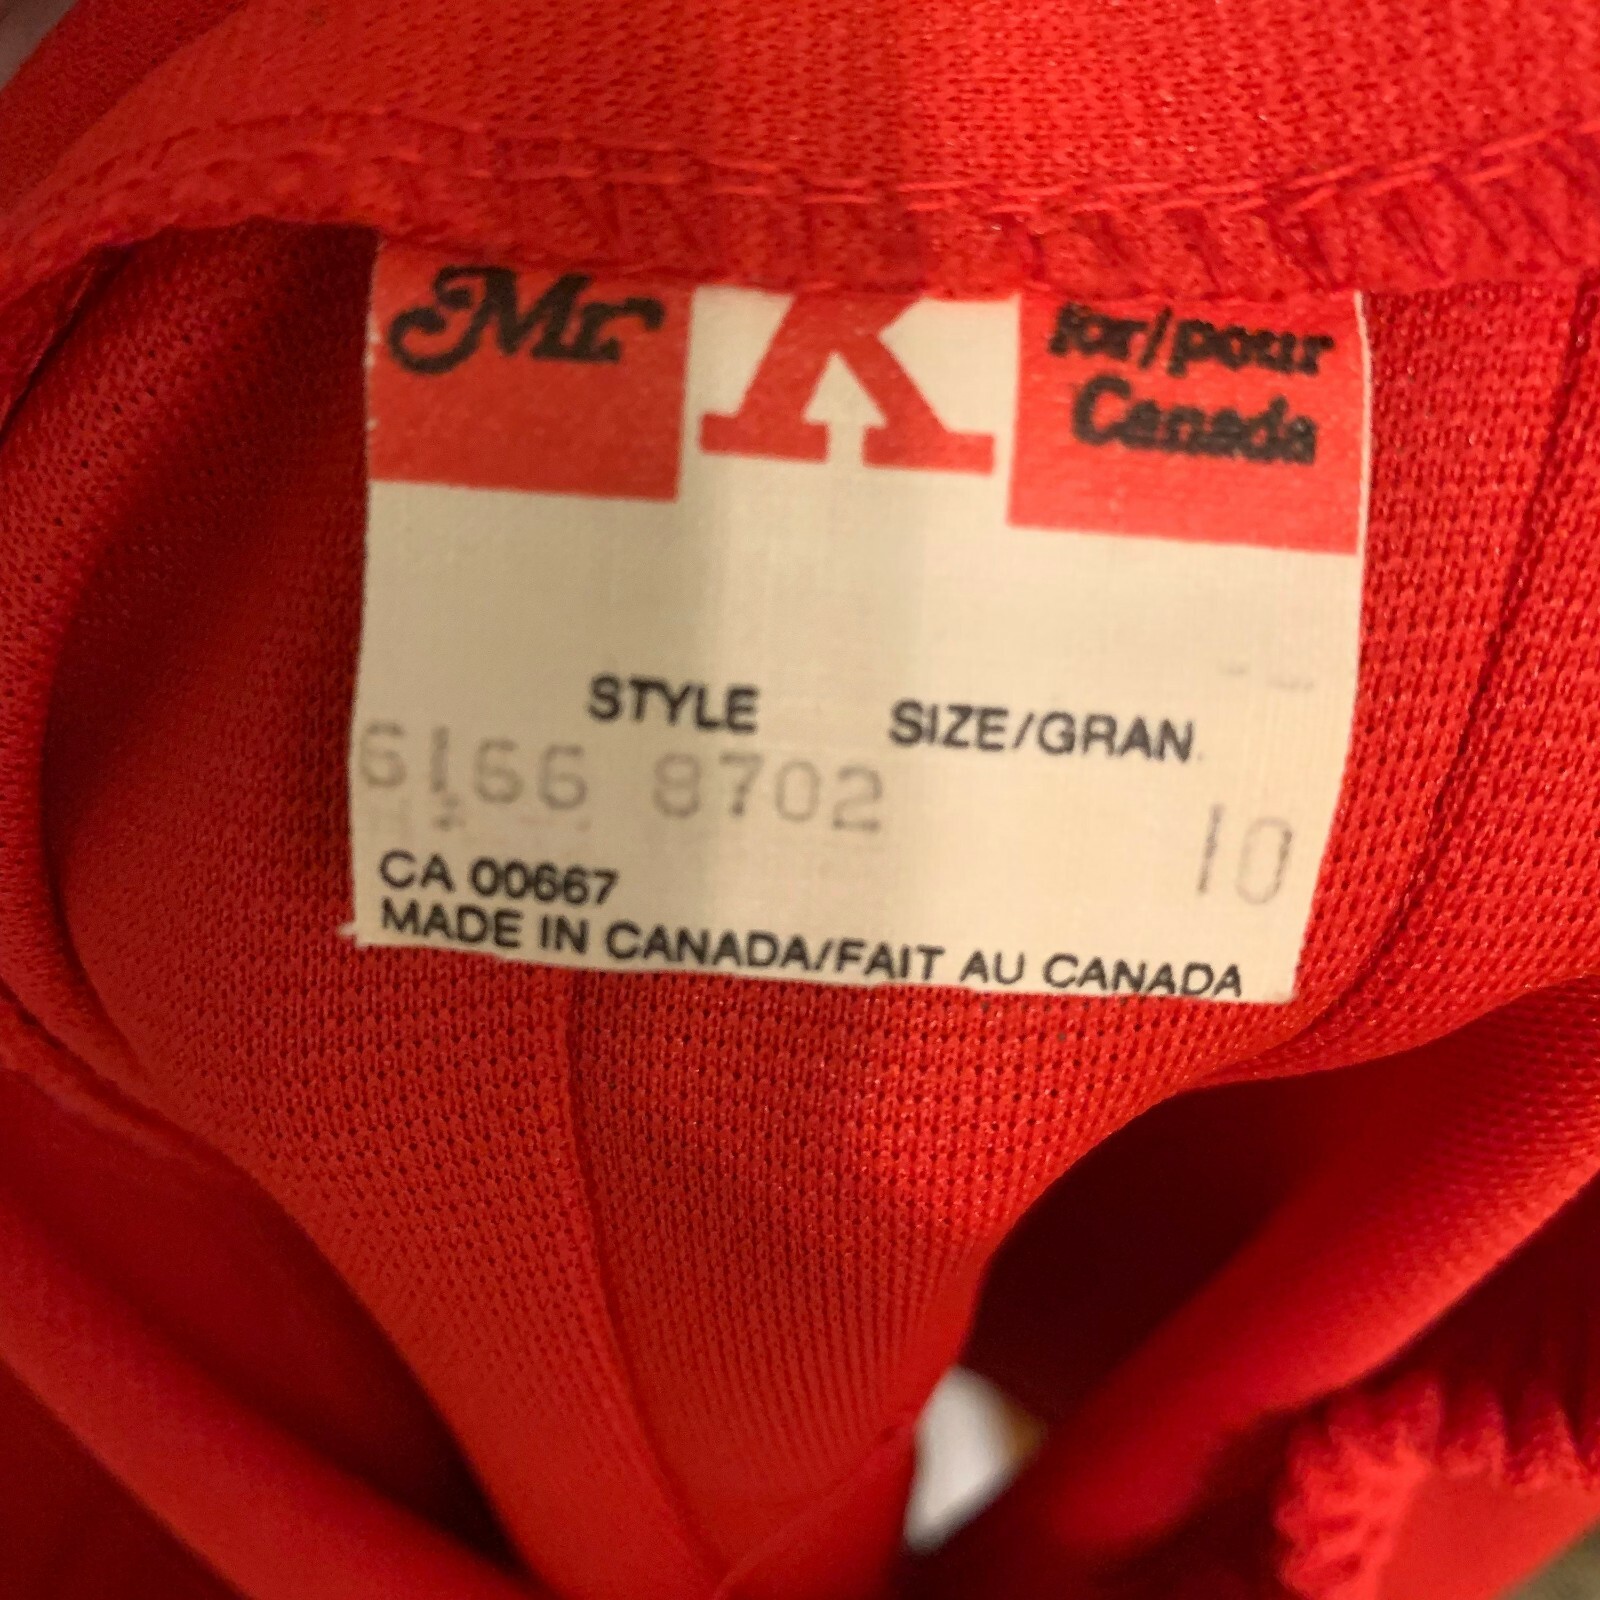 Mr. K for/pour
Canada
STYLE SIZE/GRAN.
6166 8702 10
CA 00667
MADE IN CANADA/FAIT AU CANADA